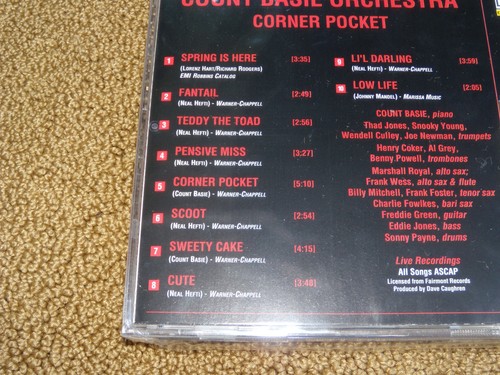 COUNT BASIE ORCHESTRA
CORNER POCKET
1 SPRING IS HERE [3:35]
(Lorenz Hart/Richard Rodgers)
EMI Robbins Catalog
2 FANTAIL [2:49]
(Neal Hefti) - Warner-Chappell
3 TEDDY THE TOAD [2:56]
(Neal Hefti) - Warner-Chappell
4 PENSIVE MISS [3:27]
(Neal Hefti) - Warner-Chappell
5 CORNER POCKET [5:10]
(Count Basie) - Warner-Chappell
6 SCOOT [2:54]
(Neal Hefti) - Warner-Chappell
7 SWEETY CAKE [4:15]
(Count Basie) - Warner-Chappell
8 CUTE [3:48]
(Neal Hefti) - Warner-Chappell
9 LI'L DARLING [3:59]
(Neal Hefti) - Warner-Chappell
10 LOW LIFE [2:05]
(Johnny Mandel) - Marissa Music
COUNT BASIE, piano
Thad Jones, Snooky Young,
Wendell Culley, Joe Newman, trumpets
Henry Coker, Al Grey,
Benny Powell, trombones
Marshall Royal, alto sax;
Frank Wess, alto sax & flute
Billy Mitchell, Frank Foster, tenor sax
Charlie Fowlkes, bari sax
Freddie Green, guitar
Eddie Jones, bass
Sonny Payne, drums
Live Recordings
All Songs ASCAP
Licensed from Fairmont Records
Produced by Dave Caughren